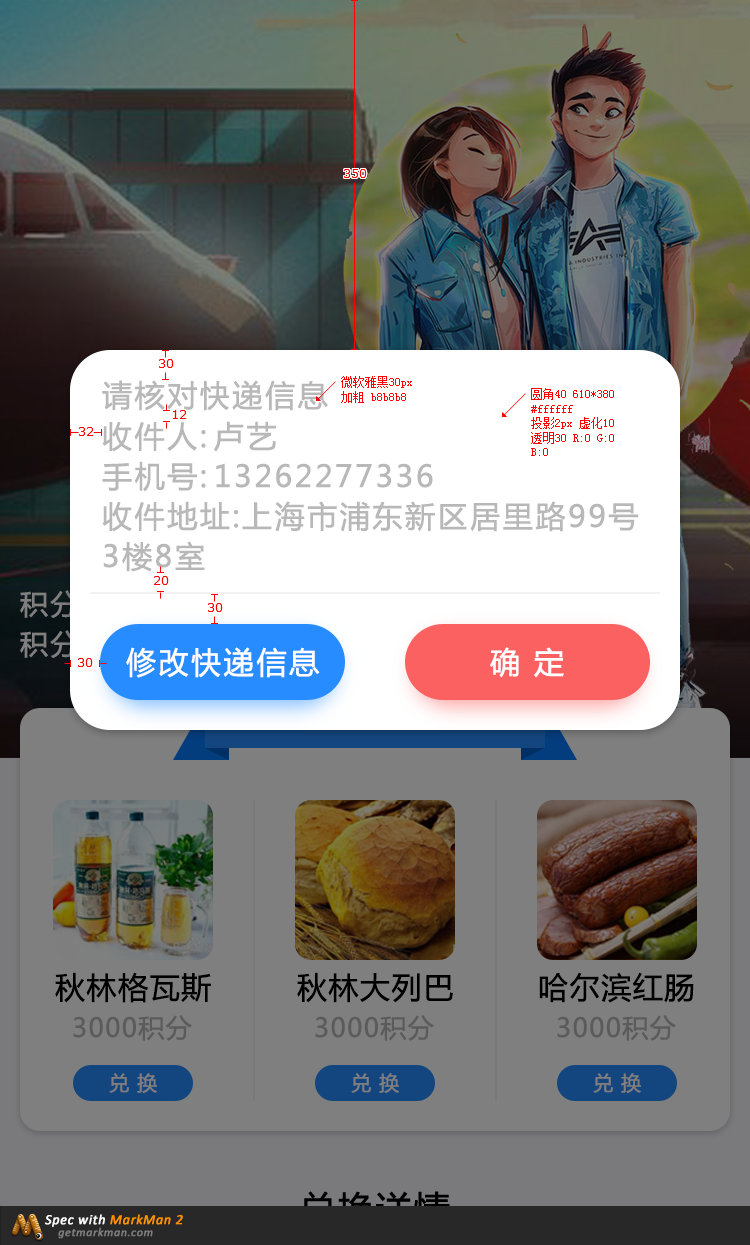 350
30
请核对快递信息
微软雅黑30px
加粗 b8b8b8
圆角40 610*380
#ffffff
投影2px 虚化10
透明30 R:0 G:0
B:0
12
32
收件人:卢艺
手机号:13262277336
收件地址:上海市浦东新区居里路99号
3楼8室
20
30
积分
积分
30
修改快递信息
确 定
秋林格瓦斯
秋林大列巴
哈尔滨红肠
3000积分
3000积分
3000积分
兑 换
兑 换
兑 换
兑换详情
Spec with MarkMan 2
getmarkman.com